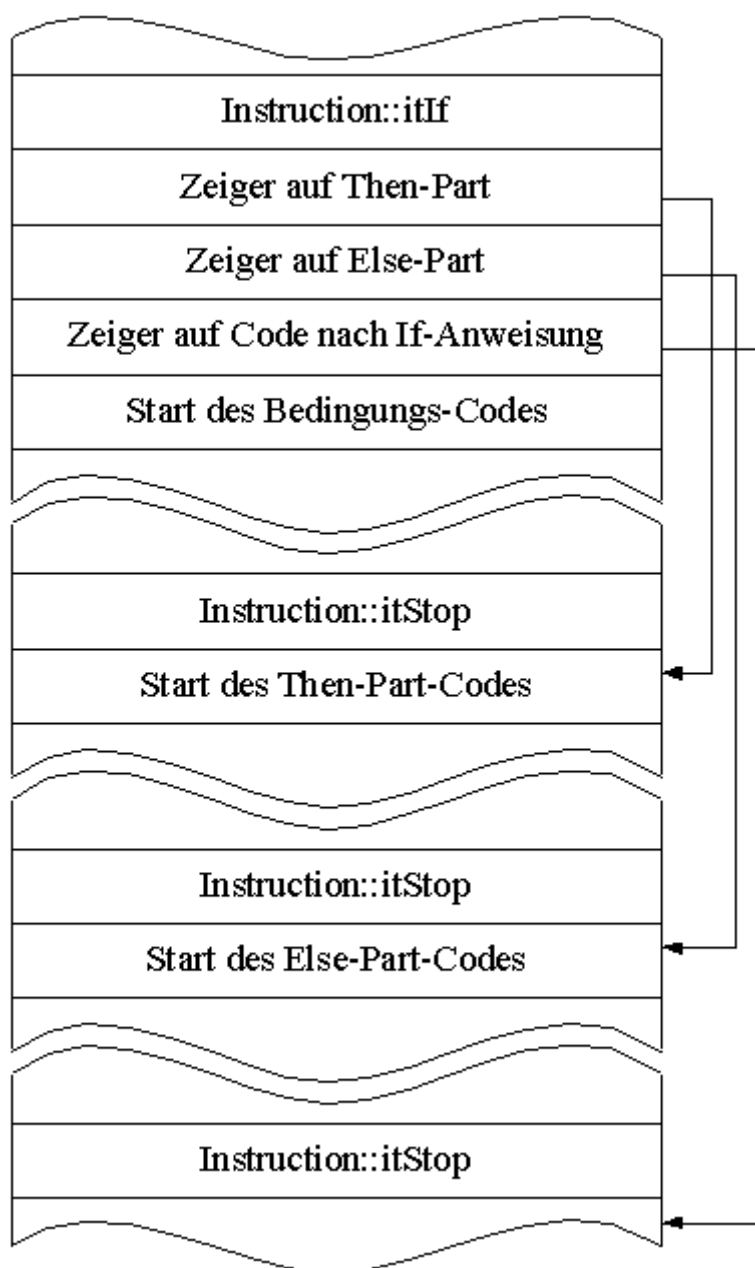 Instruction::itIf
Zeiger auf Then-Part
Zeiger auf Else-Part
Zeiger auf Code nach If-Anweisung
Start des Bedingungs-Codes
Instruction::itStop
Start des Then-Part-Codes
Instruction::itStop
Start des Else-Part-Codes
Instruction::itStop